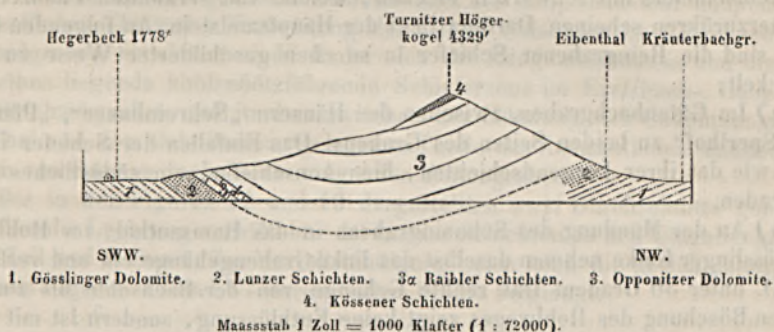 Hegerbeck 1778′
Turnitzer Höger-
kogel 4329′
Eibenthal
Kräuterbachgr.
4
3
2
2
1
1
SWW.
NW.
1. Gösslinger Dolomite. 2. Lunzer Schichten. 3α Raibler Schichten. 3. Opponitzer Dolomite.
4. Kössener Schichten.
Maassstab 1 Zoll = 1000 Klafter (1 : 72000).